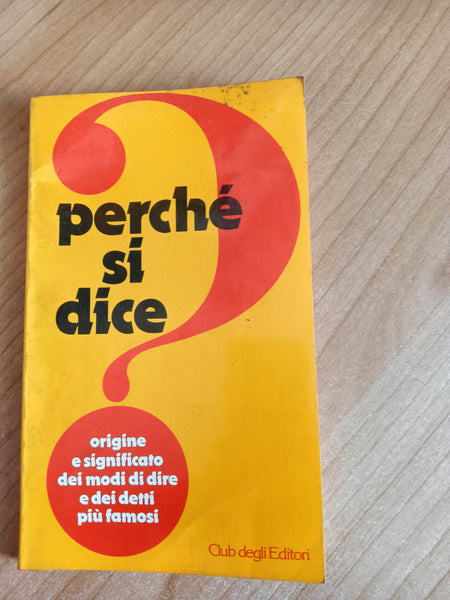 perché
si
dice
origine
e significato
dei modi di dire
e dei detti
più famosi
Club degli Editori